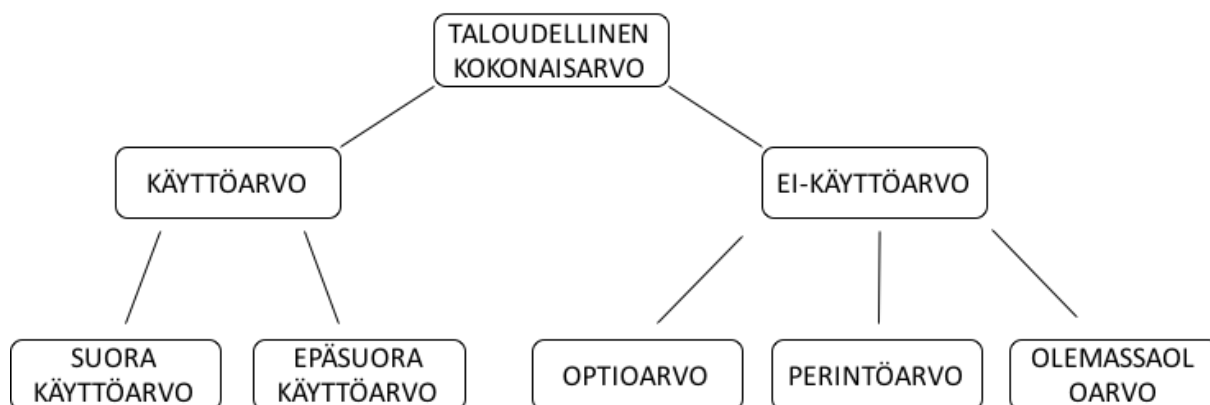 TALOUDELLINEN
KOKONAISARVO
KÄYTTÖARVO
EI-KÄYTTÖARVO
SUORA
KÄYTTÖARVO
EPÄSUORA
KÄYTTÖARVO
OPTIOARVO
PERINTÖARVO
OLEMASSAOL
OARVO